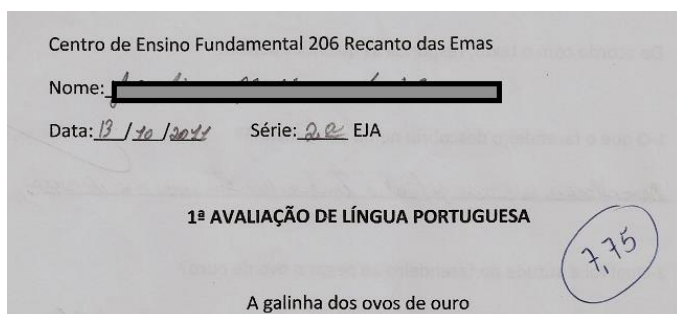 Centro de Ensino Fundamental 206 Recanto das Emas
Nome:
Data: 13 / 10 / 2011 Série: 2ª EJA
1ª AVALIAÇÃO DE LÍNGUA PORTUGUESA
7,75
A galinha dos ovos de ouro